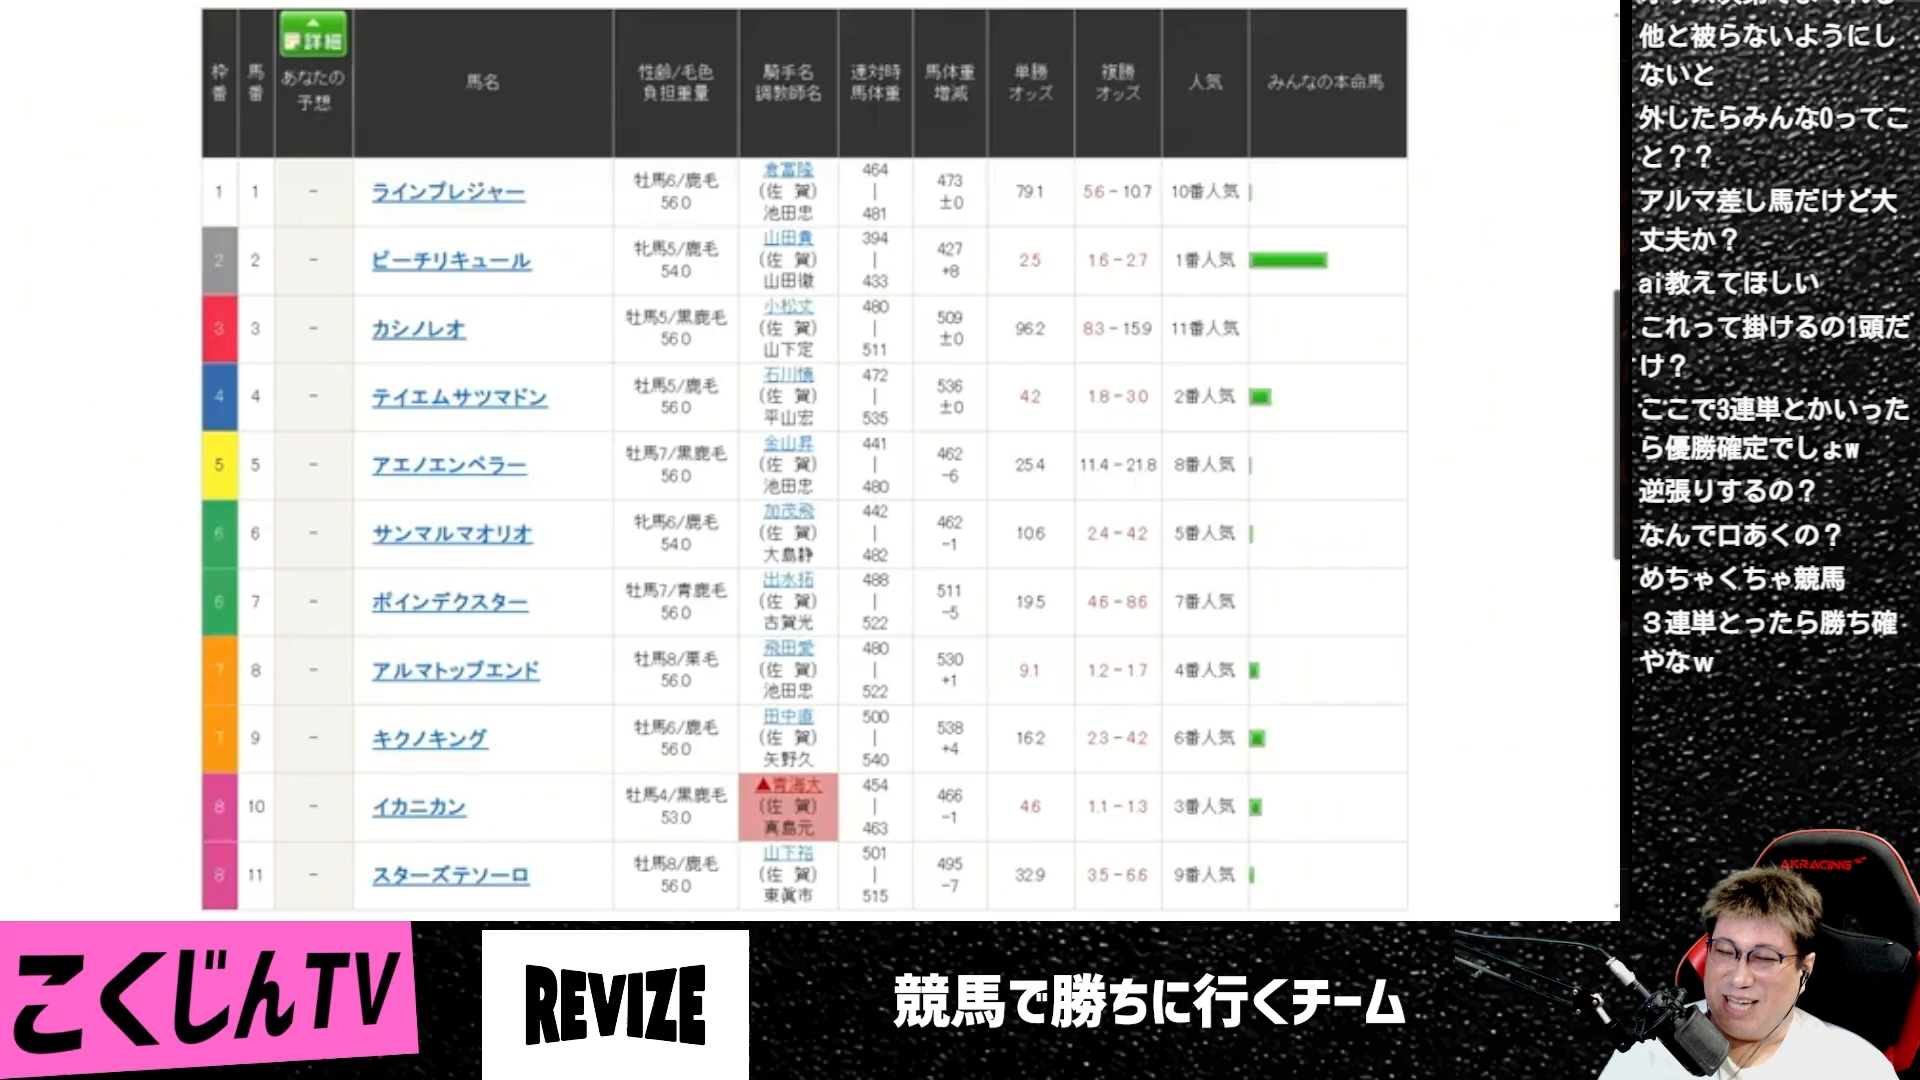 枠番
馬番
詳細
あなたの
予想
馬名
性齢/毛色
負担重量
騎手名
調教師名
連対時
馬体重
馬体重
増減
単勝
オッズ
複勝
オッズ
人気
みんなの本命馬
1 1 − ラインプレジャー 牡馬6/鹿毛 56.0 倉富隆 (佐 賀) 池田忠 464 | 481 473 ±0 79.1 5.6 − 10.7 10番人気
2 2 − ピーチリキュール 牝馬5/鹿毛 54.0 山田貴 (佐 賀) 山田徹 394 | 433 427 +8 2.5 1.6 − 2.7 1番人気
3 3 − カシノレオ 牡馬5/黒鹿毛 56.0 小松丈 (佐 賀) 山下定 480 | 511 509 ±0 96.2 8.3 − 15.9 11番人気
4 4 − テイエムサツマドン 牡馬5/鹿毛 56.0 石川慎 (佐 賀) 平山宏 472 | 535 536 ±0 4.2 1.8 − 3.0 2番人気
5 5 − アエノエンペラー 牡馬7/黒鹿毛 56.0 金山昇 (佐 賀) 池田忠 441 | 480 462 −6 25.4 11.4 − 21.8 8番人気
6 6 − サンマルマオリオ 牝馬6/鹿毛 54.0 加茂飛 (佐 賀) 大島静 442 | 482 462 −1 10.6 2.4 − 4.2 5番人気
6 7 − ポインデクスター 牡馬7/青鹿毛 56.0 出水拓 (佐 賀) 古賀光 488 | 522 511 −5 19.5 4.6 − 8.6 7番人気
7 8 − アルマトップエンド 牡馬8/栗毛 56.0 飛田愛 (佐 賀) 池田忠 480 | 522 530 +1 9.1 1.2 − 1.7 4番人気
7 9 − キクノキング 牡馬6/鹿毛 56.0 田中直 (佐 賀) 矢野久 500 | 540 538 +4 16.2 2.3 − 4.2 6番人気
8 10 − イカニカン 牡馬4/黒鹿毛 53.0 ▲青海大 (佐 賀) 真島元 454 | 463 466 −1 4.6 1.1 − 1.3 3番人気
8 11 − スターズテソーロ 牡馬8/鹿毛 56.0 山下裕 (佐 賀) 東眞市 501 | 515 495 −7 32.9 3.5 − 6.6 9番人気
他と被らないようにし
ないと
外したらみんな0ってこ
と？？
アルマ差し馬だけど大
丈夫か？
ai教えてほしい
これって掛けるの1頭だ
け？
ここで3連単とかいった
ら優勝確定でしょw
逆張りするの？
なんで口あくの？
めちゃくちゃ競馬
３連単とったら勝ち確
やなｗ
AKRACING
こくじんTV
REVIZE
競馬で勝ちに行くチーム